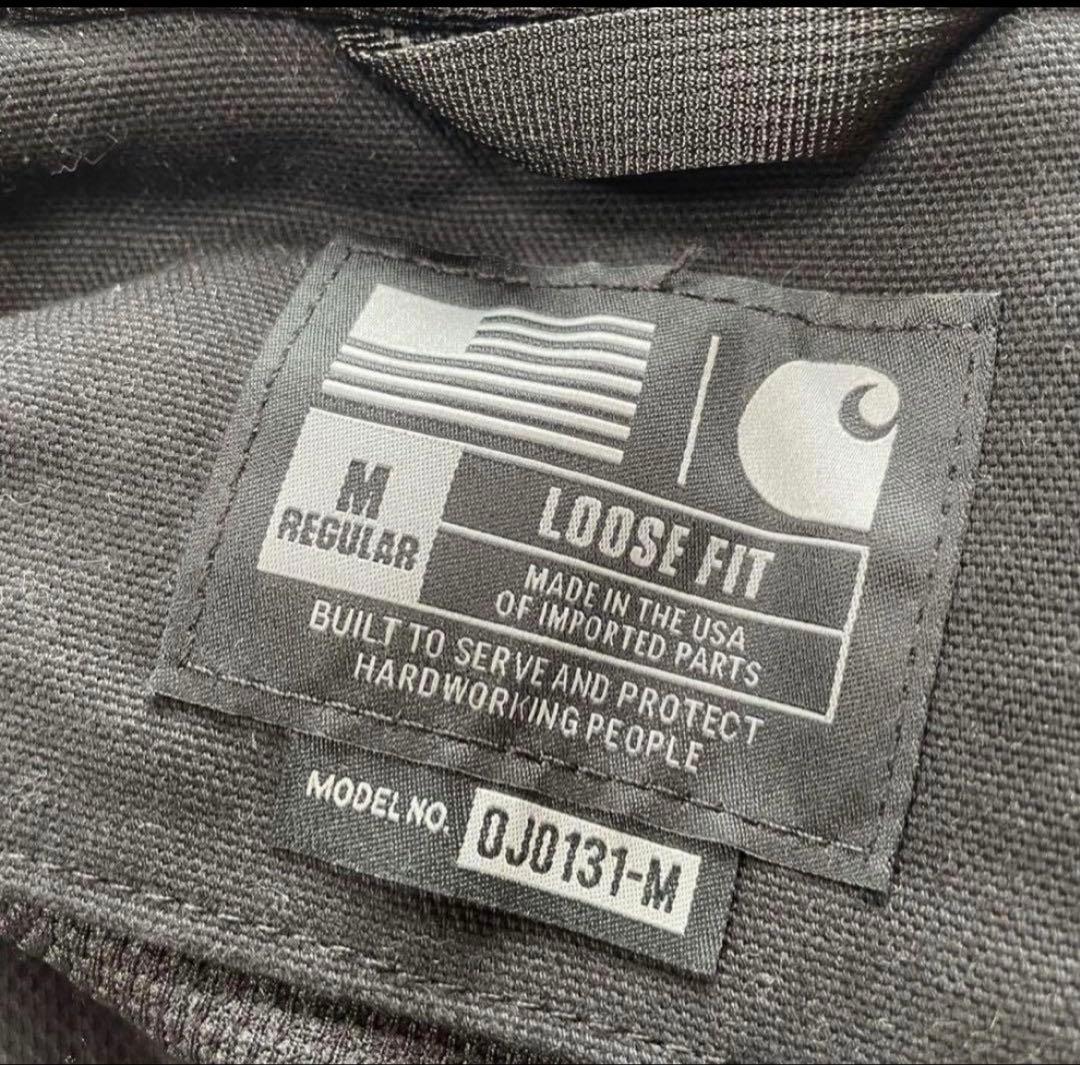 M
REGULAR
LOOSE FIT
MADE IN THE USA
OF IMPORTED PARTS
BUILT TO SERVE AND PROTECT
HARDWORKING PEOPLE
MODEL NO. OJ0131-M